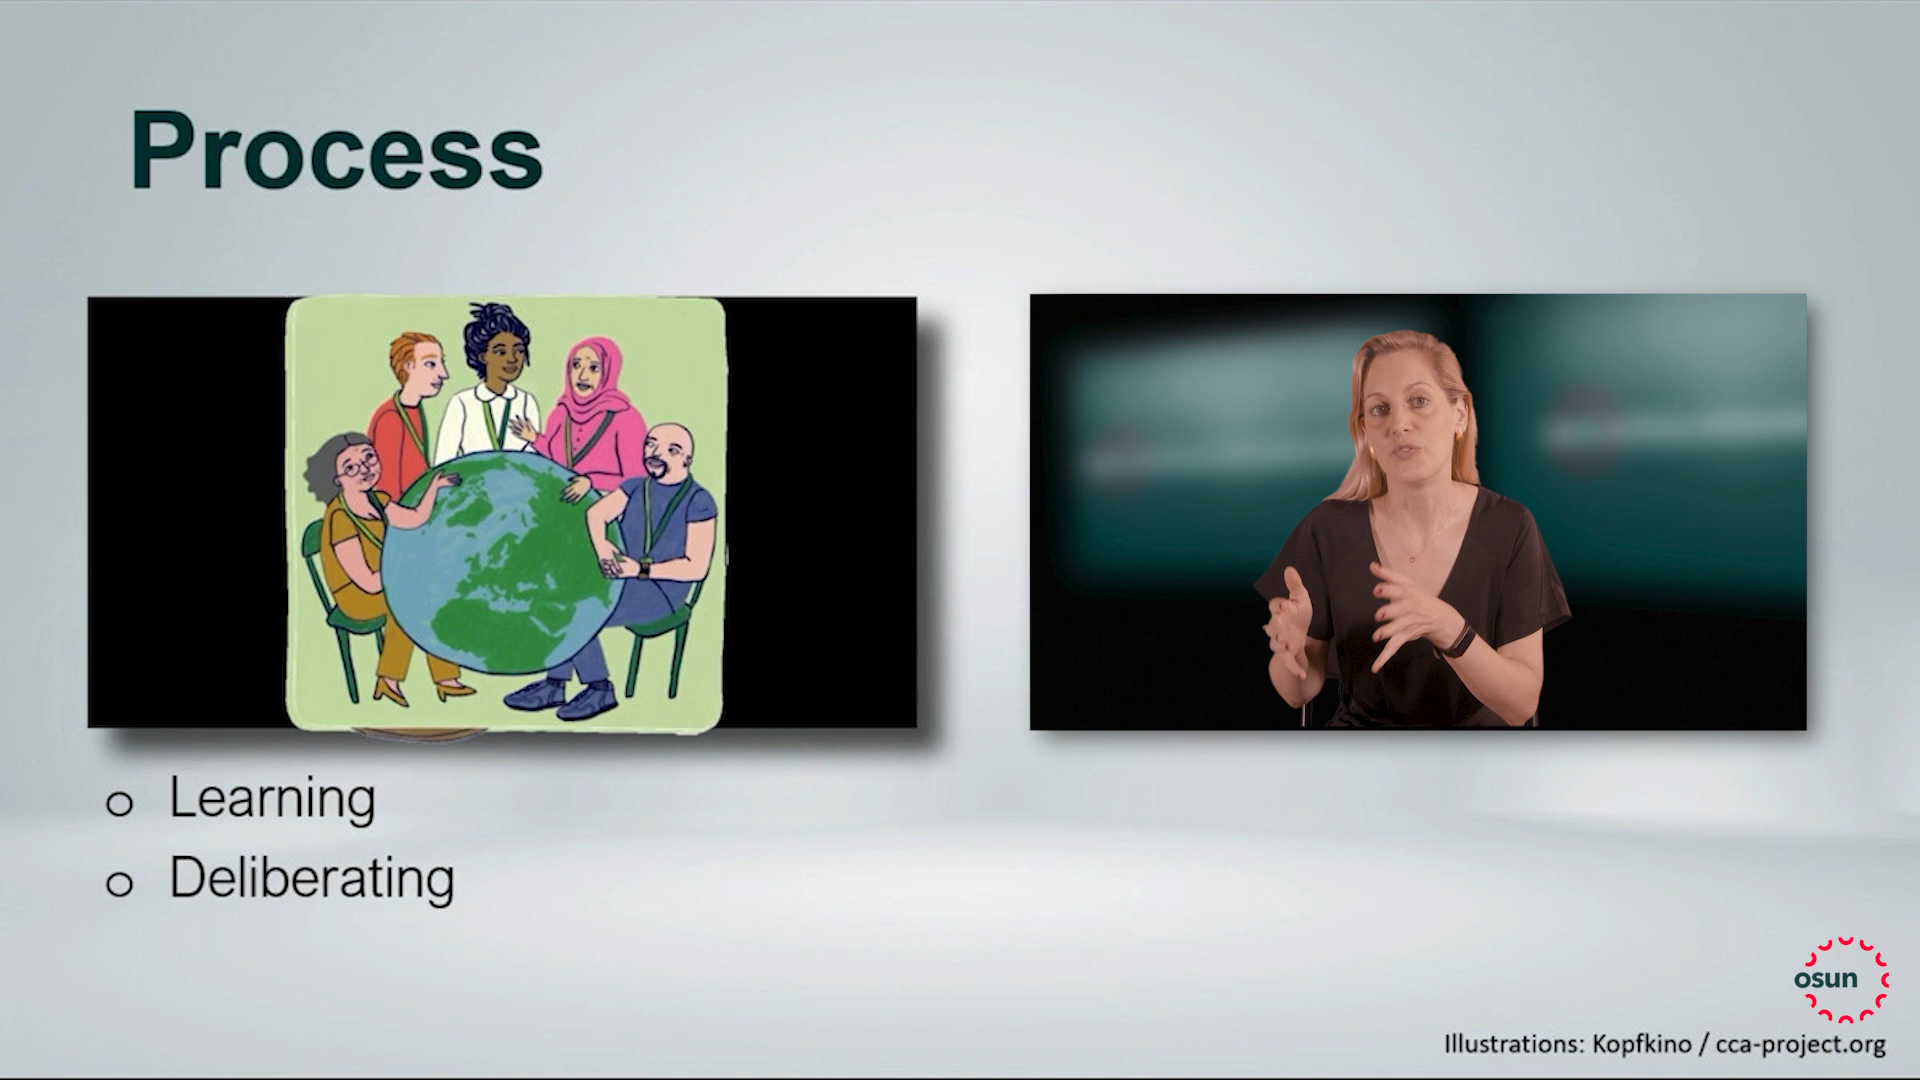 Process
Learning
Deliberating
osun
Illustrations: Kopfkino / cca-project.org